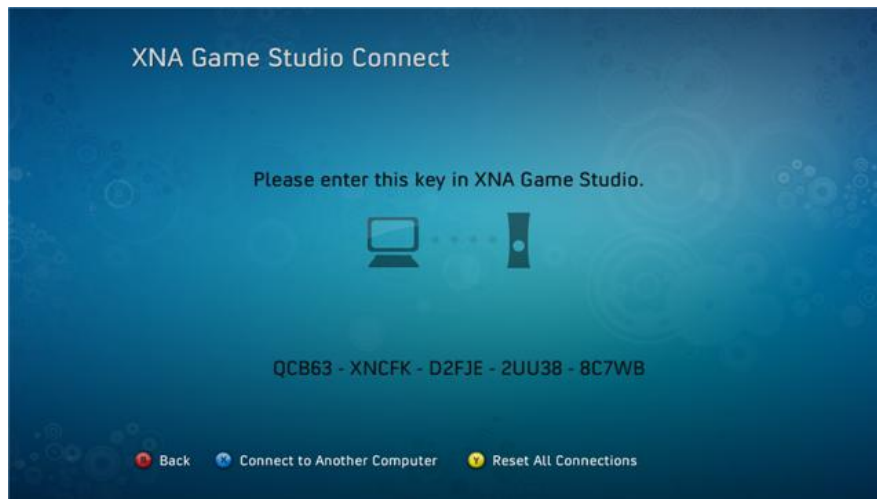 XNA Game Studio Connect
Please enter this key in XNA Game Studio.
QCB63 - XNCFK - D2FJE - 2UU38 - 8C7WB
B Back X Connect to Another Computer Y Reset All Connections